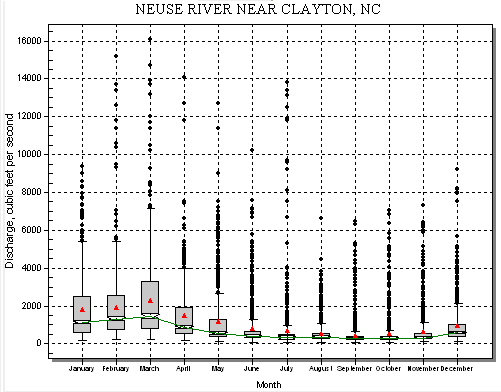 NEUSE RIVER NEAR CLAYTON, NC
Discharge, cubic feet per second
16000
14000
12000
10000
8000
6000
4000
2000
0
January February March April May June July August September October November December
Month